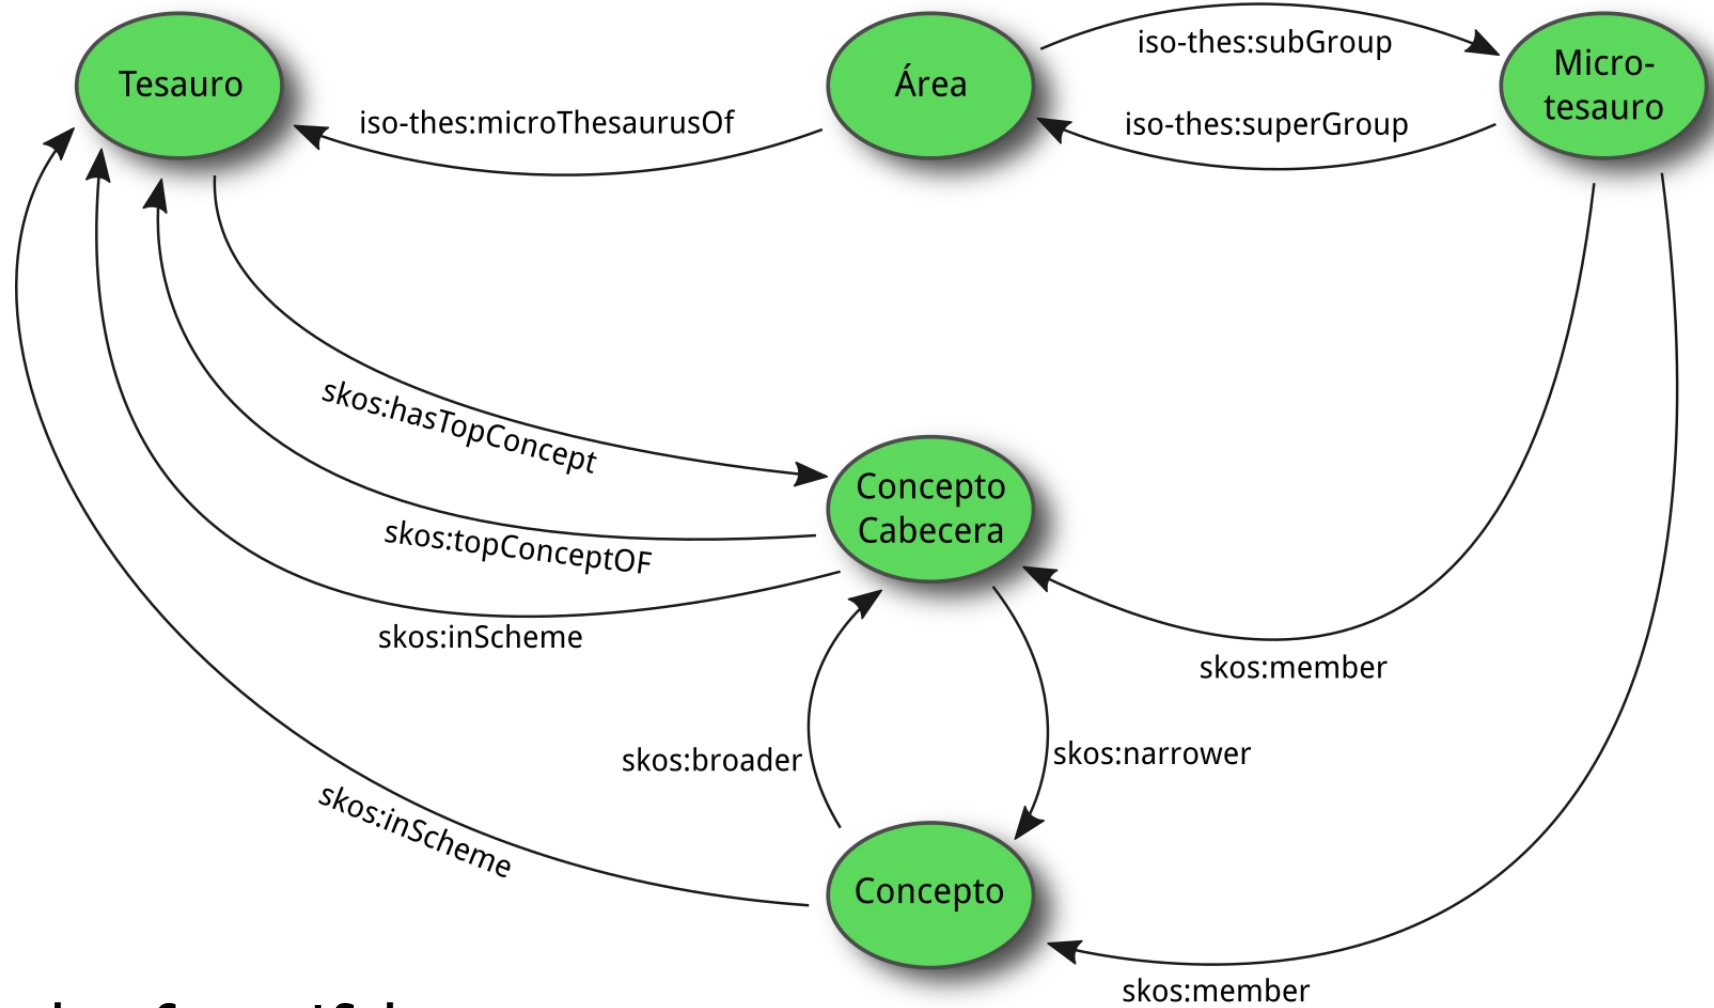 Tesauro
Área
Micro-
tesauro
iso-thes:subGroup
iso-thes:microThesaurusOf
iso-thes:superGroup
skos:hasTopConcept
Concepto
Cabecera
skos:topConceptOF
skos:inScheme
skos:member
skos:broader
skos:narrower
skos:inScheme
Concepto
skos:member